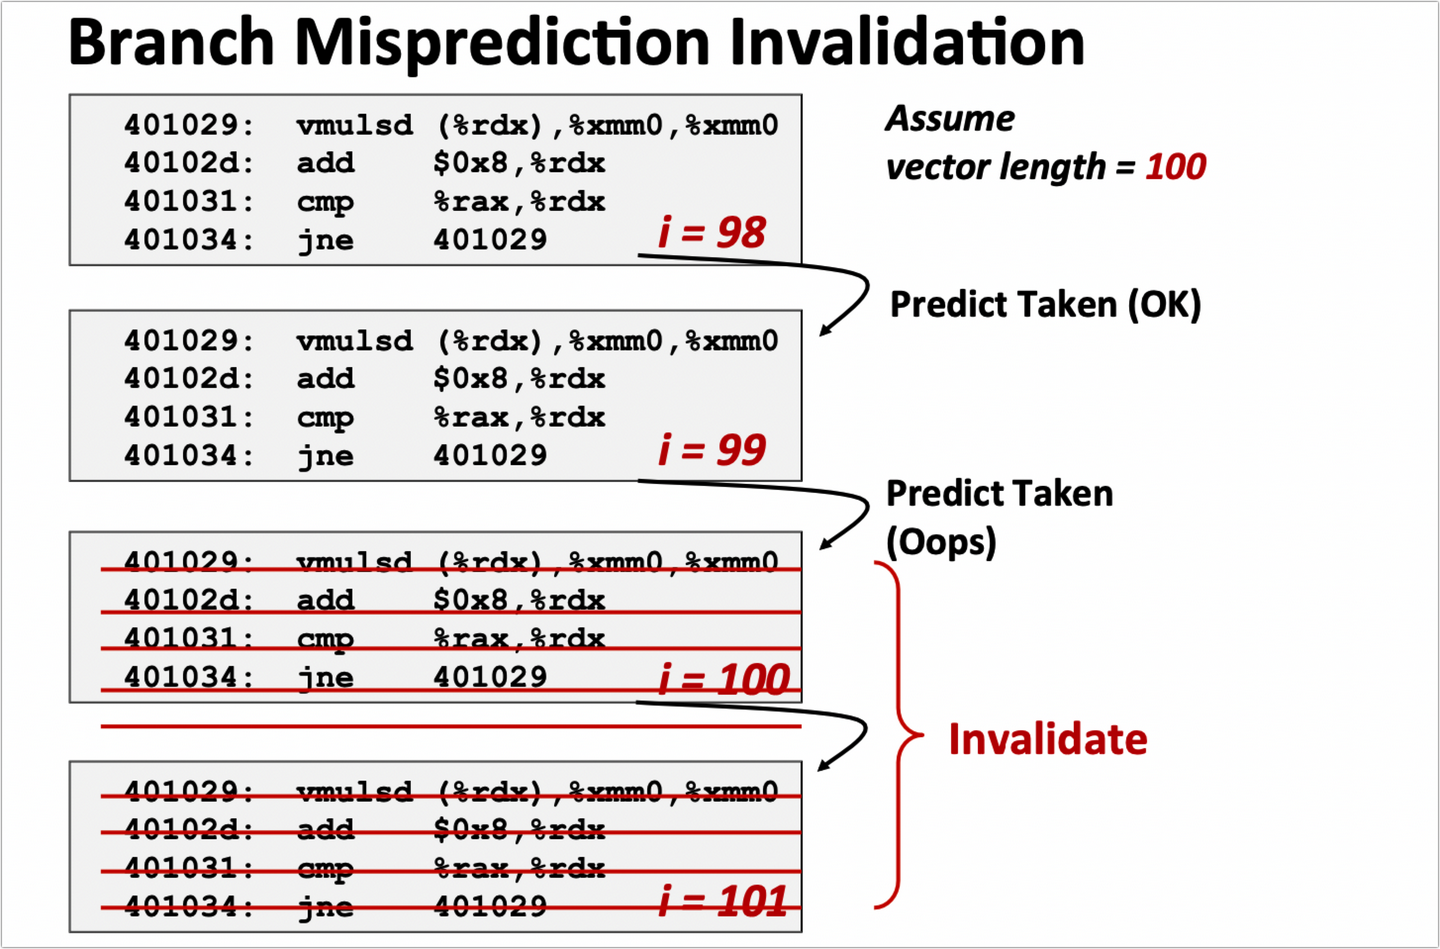 Branch Misprediction Invalidation
401029: vmulsd (%rdx),%xmm0,%xmm0
40102d: add $0x8,%rdx
401031: cmp %rax,%rdx
401034: jne 401029
i = 98
Assume
vector length = 100
Predict Taken (OK)
401029: vmulsd (%rdx),%xmm0,%xmm0
40102d: add $0x8,%rdx
401031: cmp %rax,%rdx
401034: jne 401029
i = 99
Predict Taken
(Oops)
401029: vmulsd (%rdx),%xmm0,%xmm0
40102d: add $0x8,%rdx
401031: cmp %rax,%rdx
401034: jne 401029
i = 100
Invalidate
401029: vmulsd (%rdx),%xmm0,%xmm0
40102d: add $0x8,%rdx
401031: cmp %rax,%rdx
401034: jne 401029
i = 101